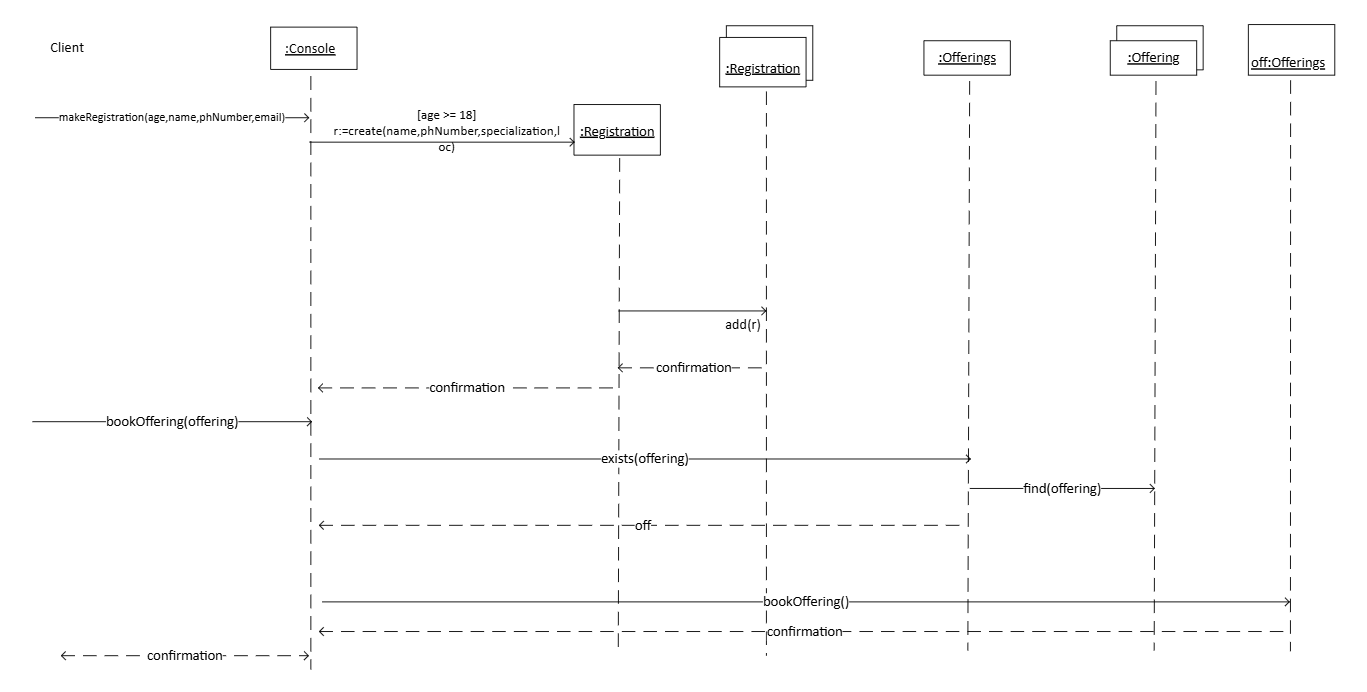 Client
:Console
:Registration
:Offerings
:Offering
off:Offerings
makeRegistration(age,name,phNumber,email)
[age >= 18]
r:=create(name,phNumber,specialization,l
oc)
:Registration
add(r)
confirmation
confirmation
bookOffering(offering)
exists(offering)
find(offering)
off
bookOffering()
confirmation
confirmation